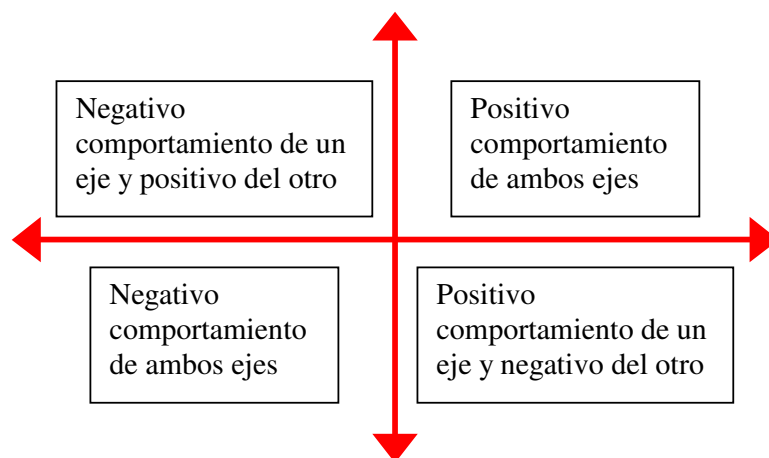 Negativo
comportamiento de un
eje y positivo del otro
Positivo
comportamiento
de ambos ejes
Negativo
comportamiento
de ambos ejes
Positivo
comportamiento de un
eje y negativo del otro